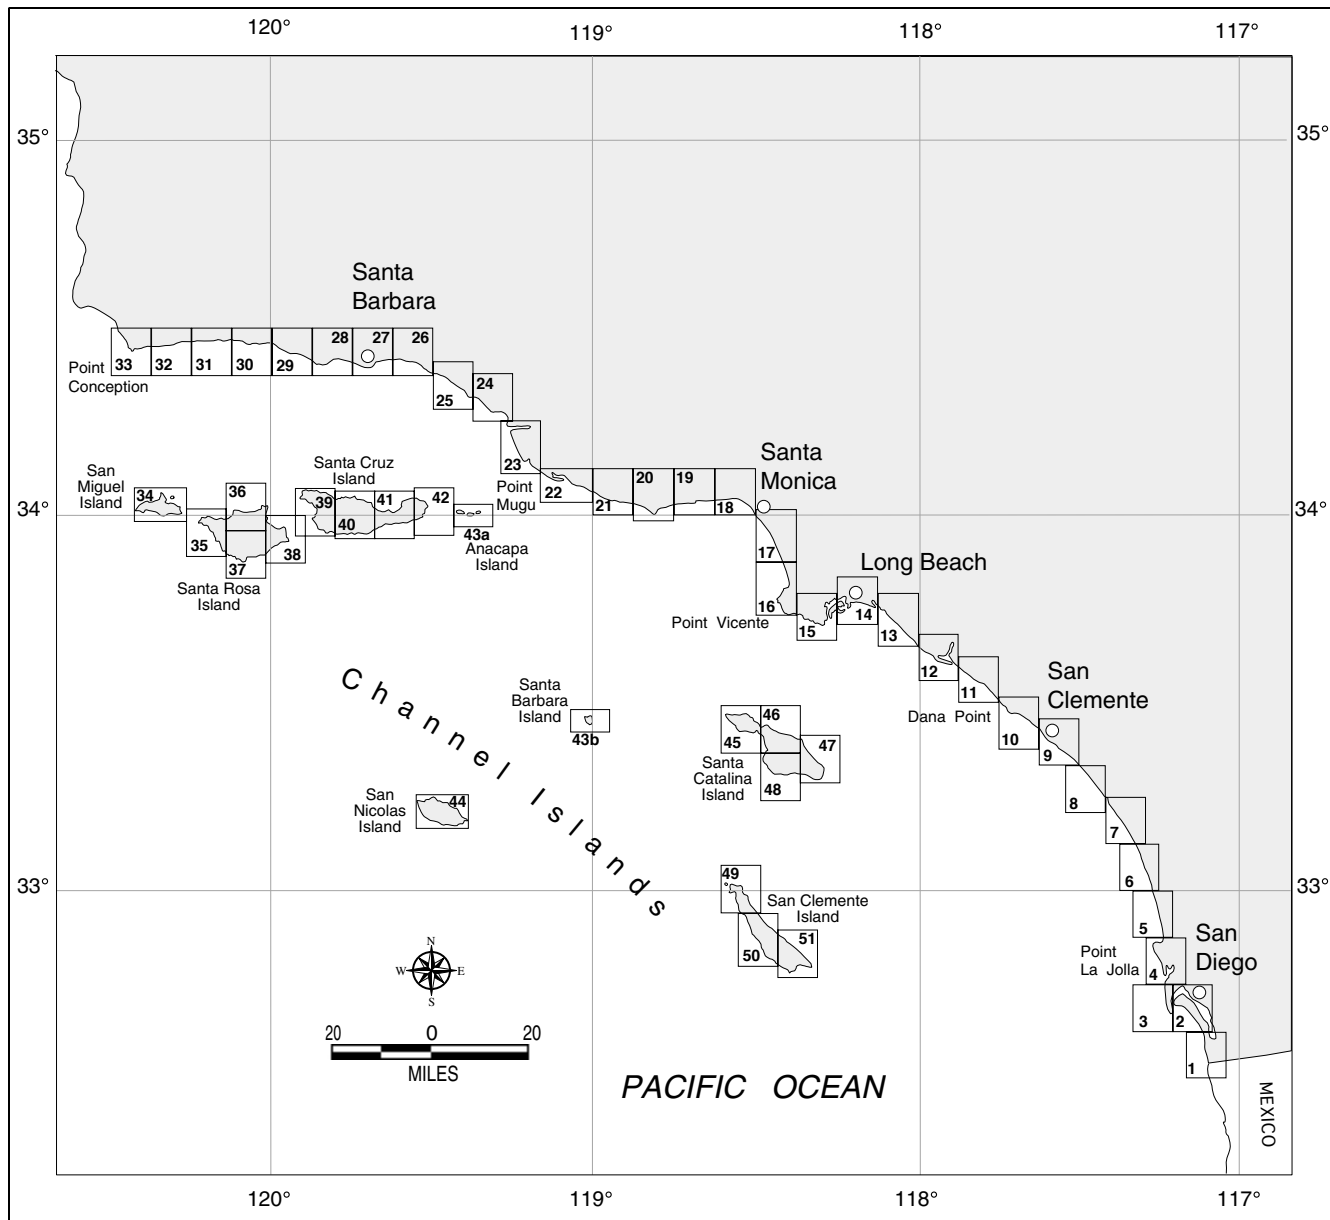 120°
119°
118°
117°
35°
35°
Santa
Barbara
28
27
26
33
32
31
30
29
Point
Conception
24
25
23
Point
Mugu
22
21
20
19
18
Santa
Monica
San
Miguel
Island
34
36
35
37
38
Santa Rosa
Island
Santa Cruz
Island
39
40
41
42
43a
Anacapa
Island
34°
34°
17
16
Point Vicente
Long Beach
15
14
13
12
11
Dana Point
10
San
Clemente
9
8
7
6
5
Santa
Barbara
Island
43b
San
Nicolas
Island
44
45
46
47
48
Santa
Catalina
Island
Channel Islands
33°
33°
49
50
51
San Clemente
Island
Point
La Jolla
4
San
Diego
3
2
1
N
W
E
S
20
0
20
MILES
PACIFIC OCEAN
MEXICO
120°
119°
118°
117°